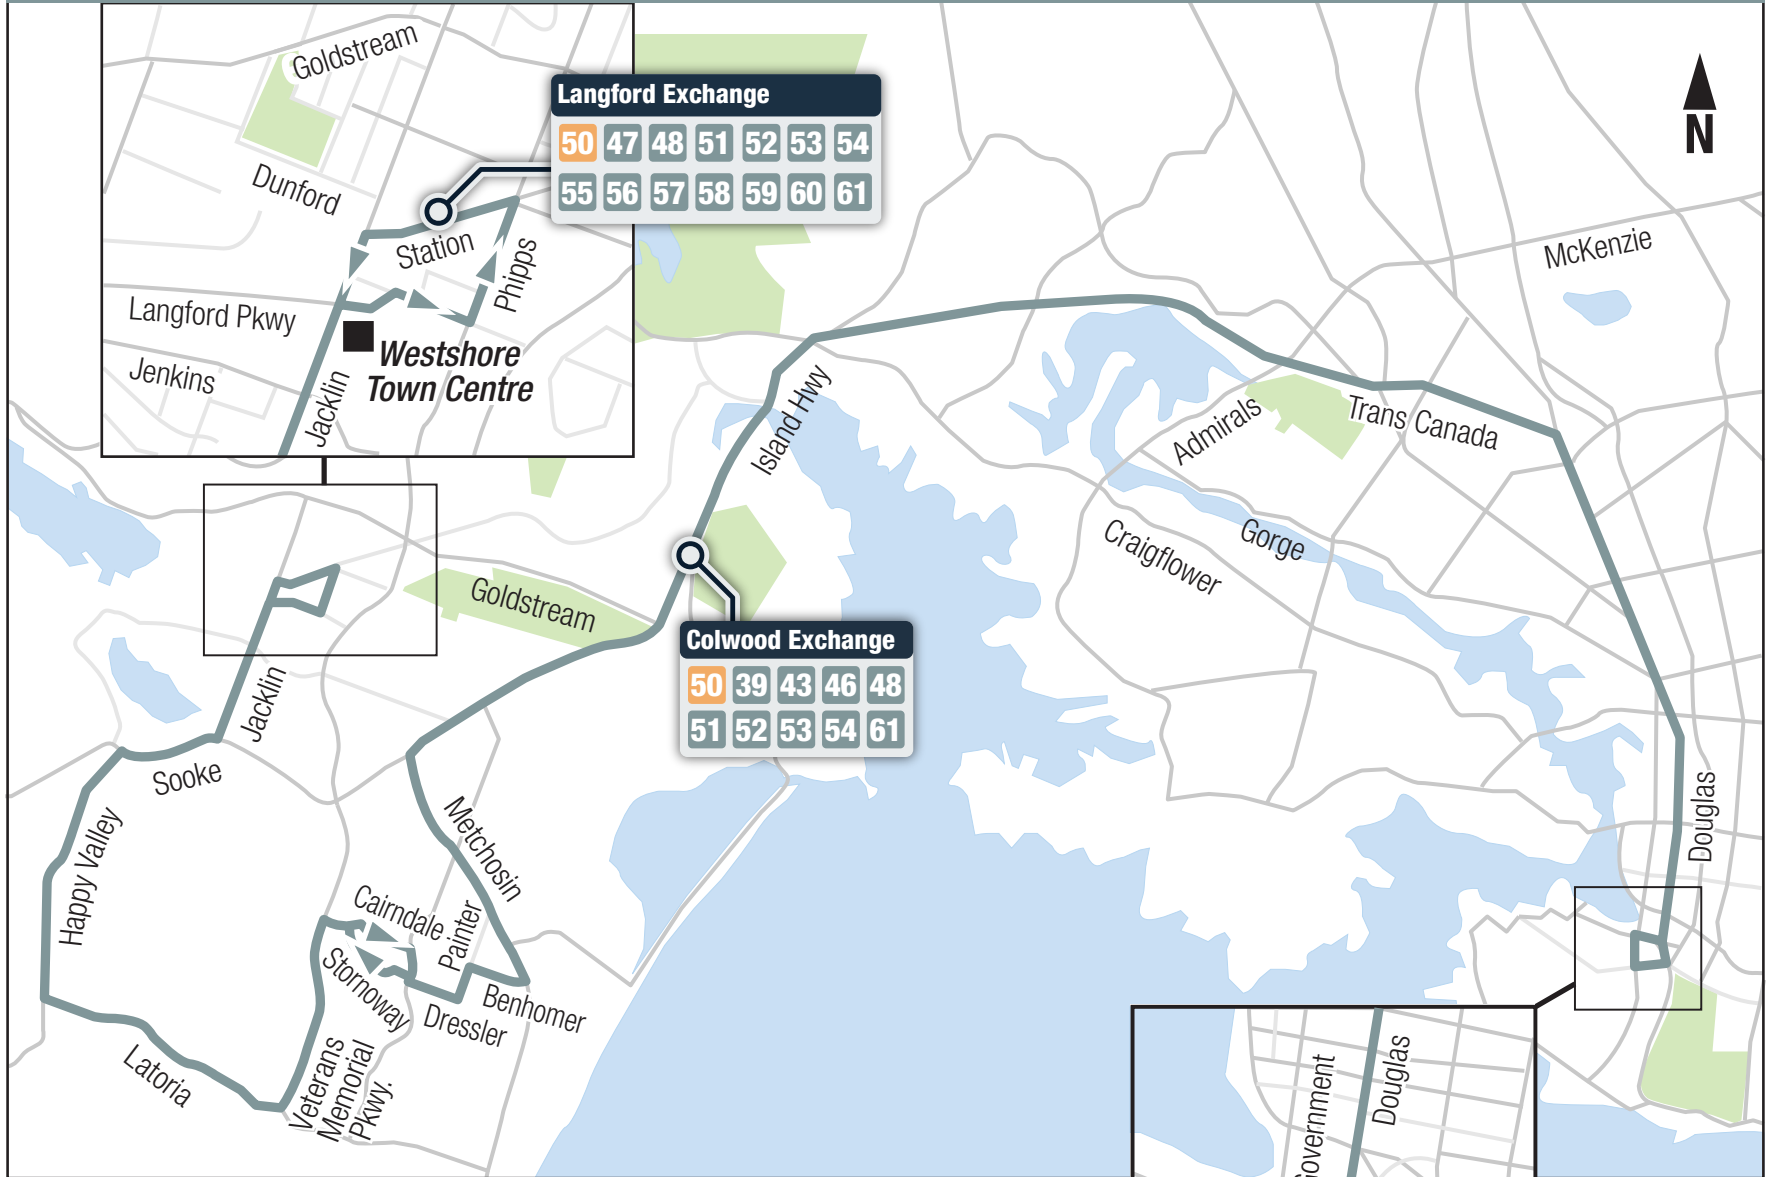 Goldstream
Langford Exchange
50 47 48 51 52 53 54
55 56 57 58 59 60 61
N
Dunford
Station
Phipps
McKenzie
Langford Pkwy
Westshore
Town Centre
Jenkins
Jacklin
Island Hwy
Admirals
Trans Canada
Craigflower
Gorge
Goldstream
Colwood Exchange
50 39 43 46 48
51 52 53 54 61
Jacklin
Sooke
Happy Valley
Metchosin
Douglas
Cairndale
Painter
Stornoway
Benhomer
Dressler
Latoria
Veterans
Memorial
Pkwy.
Government
Douglas